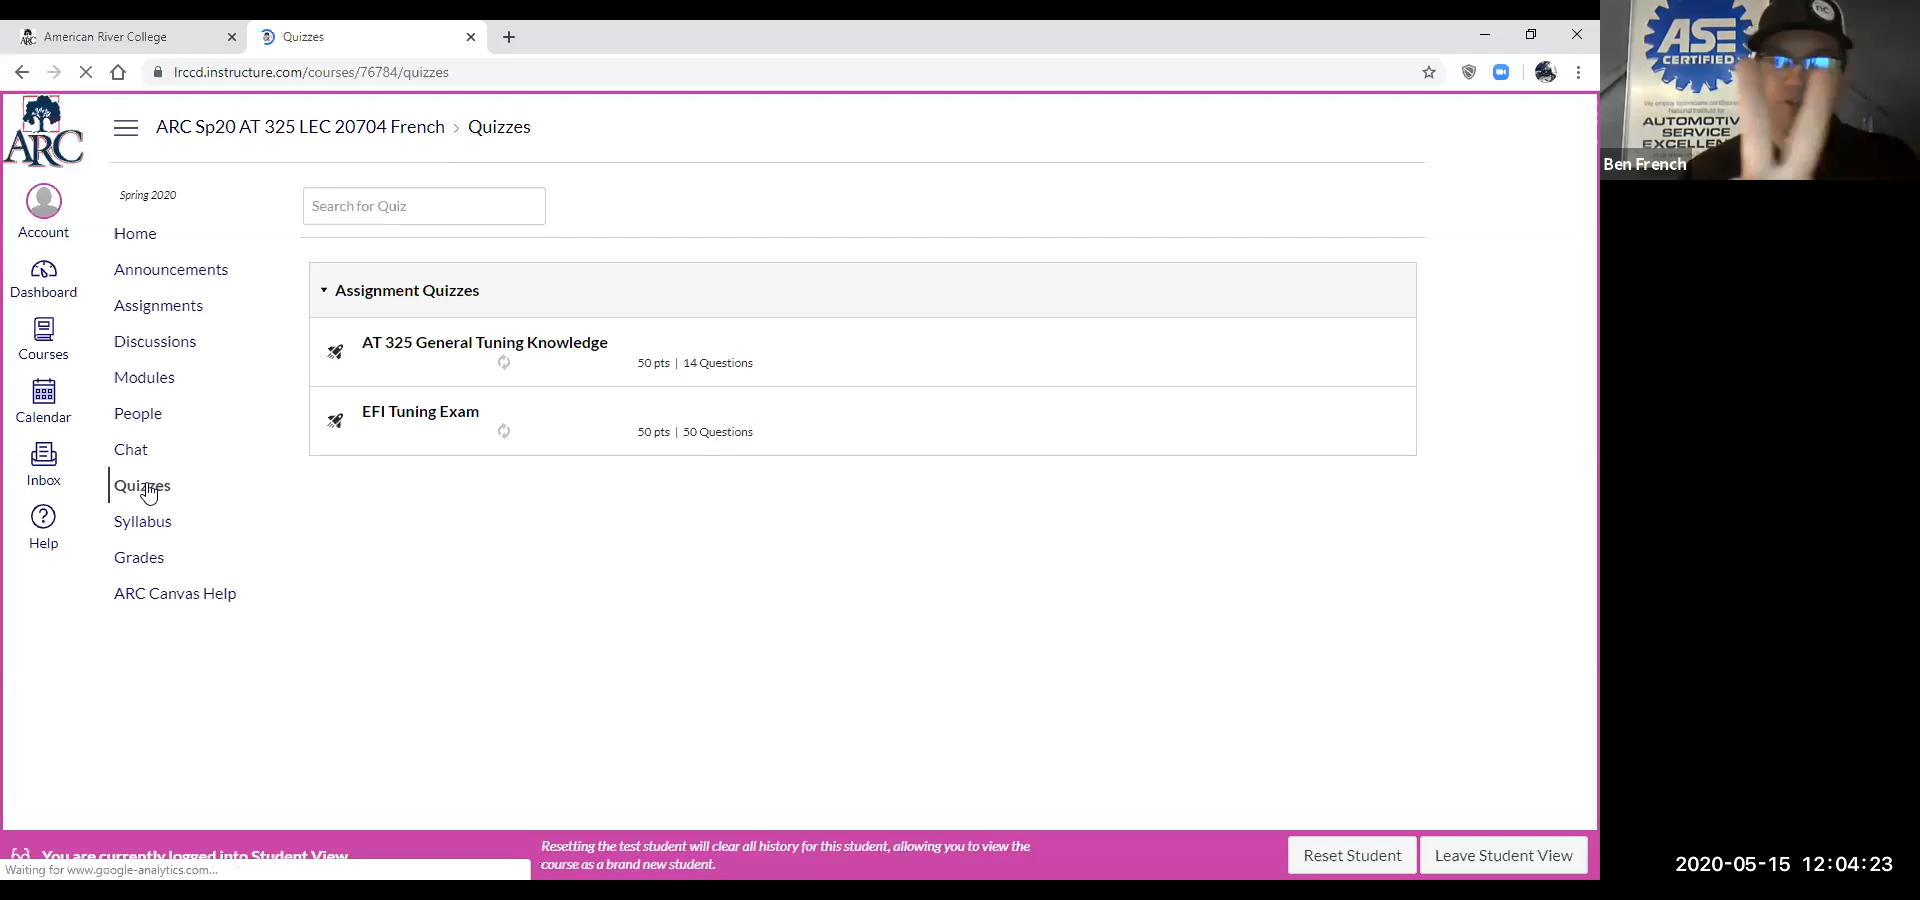 American River College
Quizzes
lrccd.instructure.com/courses/76784/quizzes
ARC
ARC Sp20 AT 325 LEC 20704 French > Quizzes
Spring 2020
Search for Quiz
Account
Dashboard
Courses
Calendar
Inbox
Help
Home
Announcements
Assignments
Discussions
Modules
People
Chat
Quizzes
Syllabus
Grades
ARC Canvas Help
Assignment Quizzes
AT 325 General Tuning Knowledge
50 pts | 14 Questions
EFI Tuning Exam
50 pts | 50 Questions
You are currently logged into Student View
Waiting for www.google-analytics.com...
Resetting the test student will clear all history for this student, allowing you to view the
course as a brand new student.
Reset Student
Leave Student View
ASE
CERTIFIED
SERVICE
Ben French
2020-05-15 12:04:23